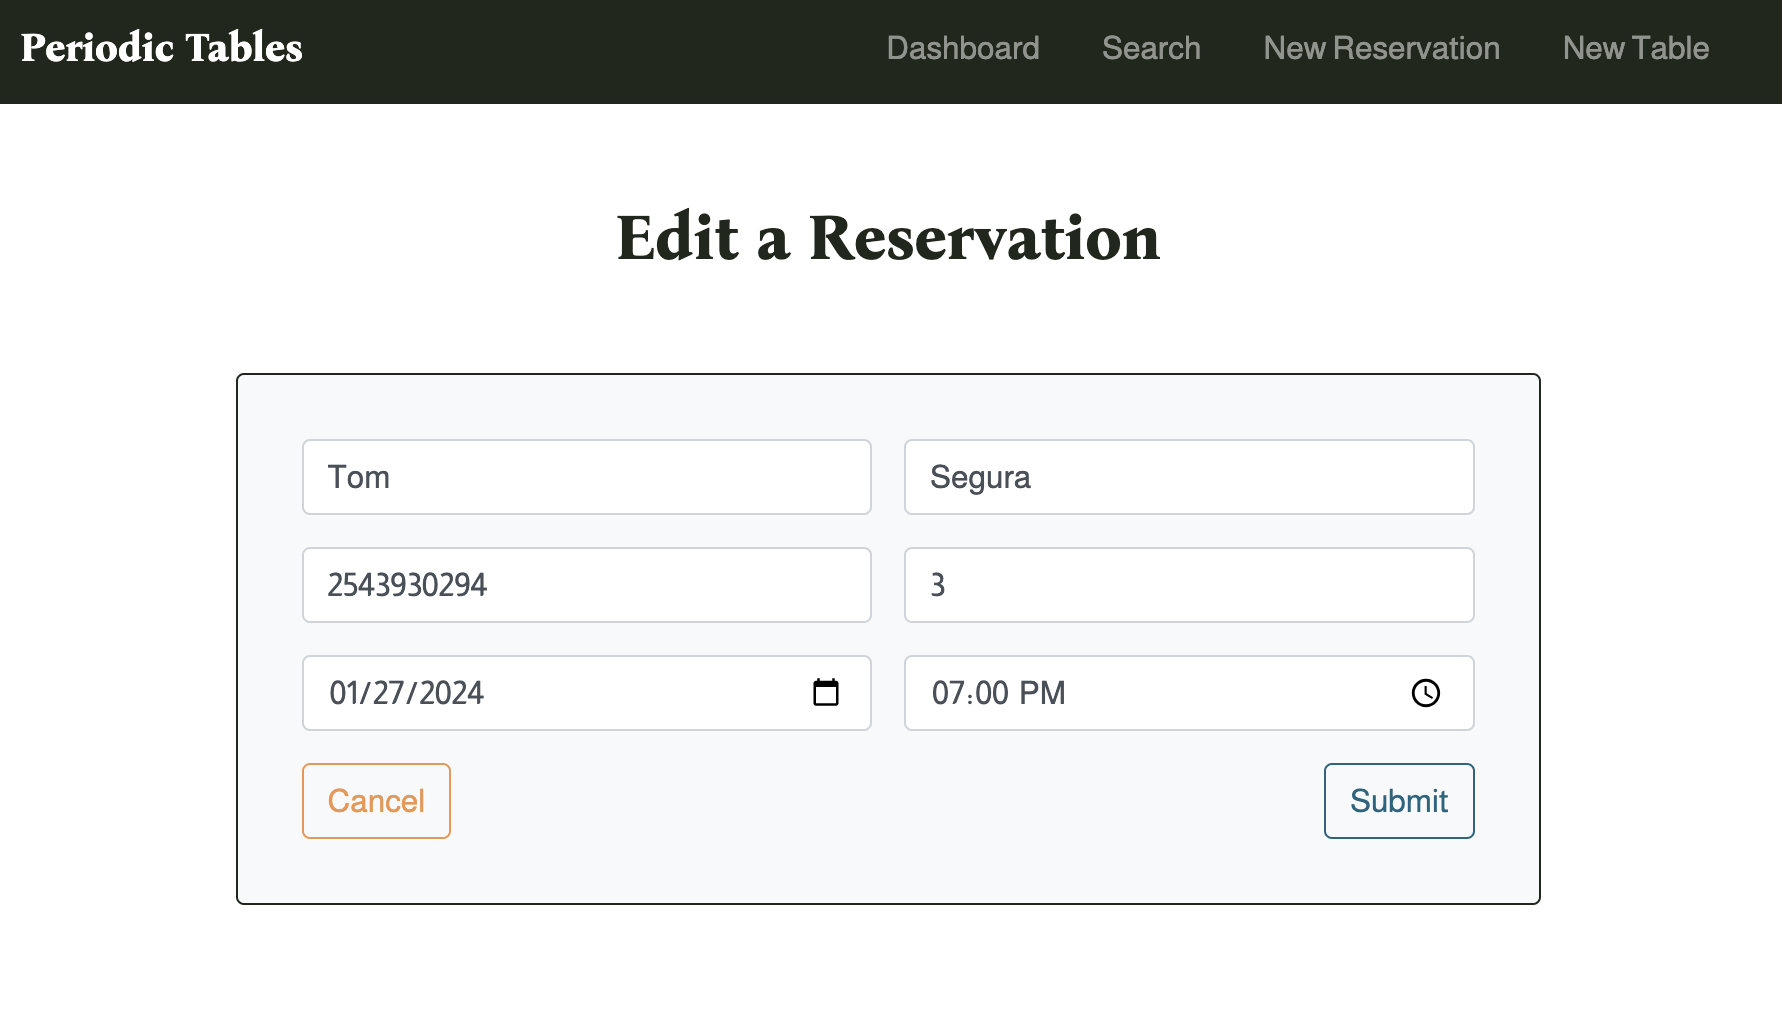 Periodic Tables Dashboard Search New Reservation New Table
Edit a Reservation
Tom Segura
2543930294 3
01/27/2024 07:00 PM
Cancel Submit